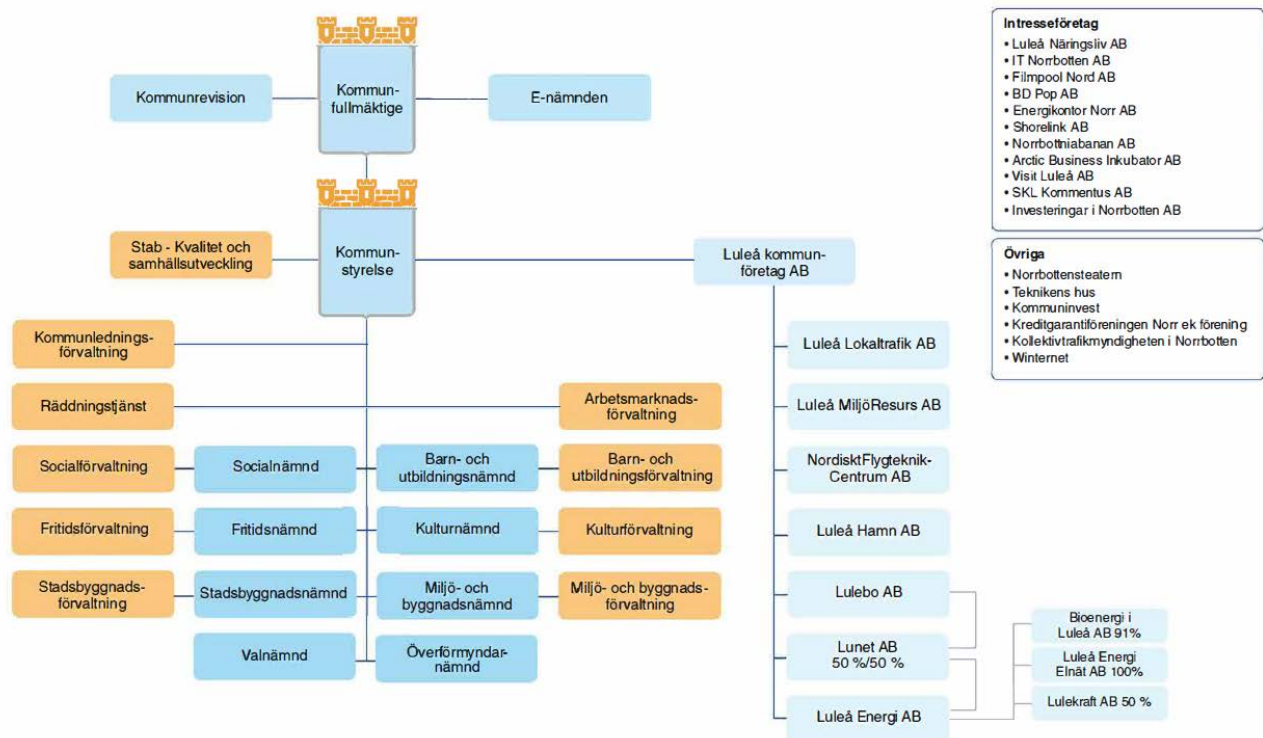 Kommun-
fullmäktige
Kommunrevision
E-nämnden
Stab - Kvalitet och
samhällsutveckling
Kommun-
styrelse
Luleå kommun-
företag AB
Kommunlednings-
förvaltning
Räddningstjänst
Arbetsmarknads-
förvaltning
Socialförvaltning
Socialnämnd
Barn- och
utbildningsnämnd
Barn- och
utbildningsförvaltning
Fritidsförvaltning
Fritidsnämnd
Kulturnämnd
Kulturförvaltning
Stadsbyggnads-
förvaltning
Stadsbyggnadsnämnd
Miljö- och
byggnadsnämnd
Miljö- och byggnads-
förvaltning
Valnämnd
Överförmyndar-
nämnd
Luleå Lokaltrafik AB
Luleå MiljöResurs AB
NordisktFlygteknik-
Centrum AB
Luleå Hamn AB
Lulebo AB
Lunet AB
50 %/50 %
Luleå Energi AB
Bioenergi i
Luleå AB 91%
Luleå Energi
Elnät AB 100%
Lulekraft AB 50 %
Intresseföretag
• Luleå Näringsliv AB
• IT Norrbotten AB
• Filmpool Nord AB
• BD Pop AB
• Energikontor Norr AB
• Shorelink AB
• Norrbottniabanan AB
• Arctic Business Inkubator AB
• Visit Luleå AB
• SKL Kommentus AB
• Investeringar i Norrbotten AB
Övriga
• Norrbottensteatern
• Teknikens hus
• Kommuninvest
• Kreditgarantiföreningen Norr ek förening
• Kollektivtrafikmyndigheten i Norrbotten
• Winternet